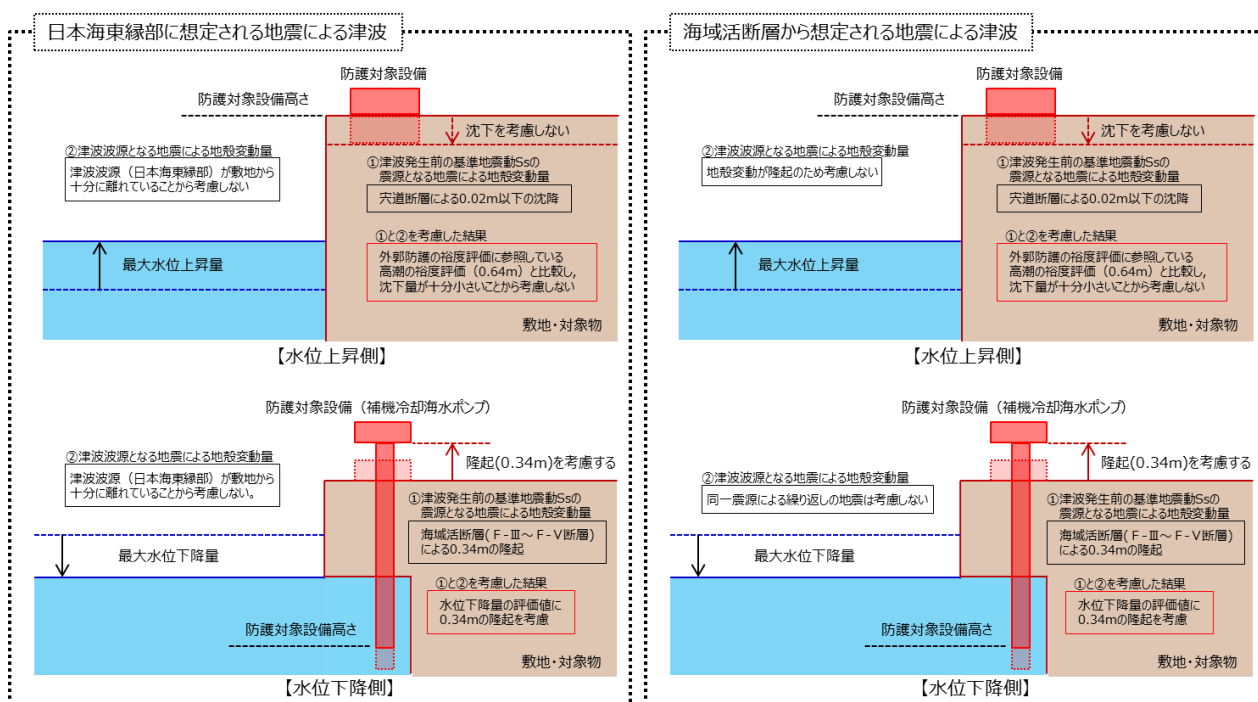 日本海東縁部に想定される地震による津波
防護対象設備
防護対象設備高さ
沈下を考慮しない
②津波波源となる地震による地殻変動量
津波波源（日本海東縁部）が敷地から
十分に離れていることから考慮しない
①津波発生前の基準地震動Ssの
震源となる地震による地殻変動量
宍道断層による0.02m以下の沈降
①と②を考慮した結果
外郭防護の裕度評価に参照している
高潮の裕度評価（0.64m）と比較し,
沈下量が十分小さいことから考慮しない
最大水位上昇量
敷地・対象物
【水位上昇側】
防護対象設備（補機冷却海水ポンプ）
②津波波源となる地震による地殻変動量
津波波源（日本海東縁部）が敷地から
十分に離れていることから考慮しない。
隆起(0.34m)を考慮する
①津波発生前の基準地震動Ssの
震源となる地震による地殻変動量
海域活断層(Ｆ-Ⅲ～Ｆ-Ⅴ断層)
による0.34mの隆起
最大水位下降量
①と②を考慮した結果
水位下降量の評価値に
0.34mの隆起を考慮
防護対象設備高さ
敷地・対象物
【水位下降側】
海域活断層から想定される地震による津波
防護対象設備
防護対象設備高さ
沈下を考慮しない
②津波波源となる地震による地殻変動量
地殻変動が隆起のため考慮しない
①津波発生前の基準地震動Ssの
震源となる地震による地殻変動量
宍道断層による0.02m以下の沈降
①と②を考慮した結果
外郭防護の裕度評価に参照している
高潮の裕度評価（0.64m）と比較し,
沈下量が十分小さいことから考慮しない
最大水位上昇量
敷地・対象物
【水位上昇側】
防護対象設備（補機冷却海水ポンプ）
隆起(0.34m)を考慮する
②津波波源となる地震による地殻変動量
同一震源による繰り返しの地震は考慮しない
①津波発生前の基準地震動Ssの
震源となる地震による地殻変動量
海域活断層(Ｆ-Ⅲ～Ｆ-Ⅴ断層)
による0.34mの隆起
最大水位下降量
①と②を考慮した結果
水位下降量の評価値に
0.34mの隆起を考慮
防護対象設備高さ
敷地・対象物
【水位下降側】